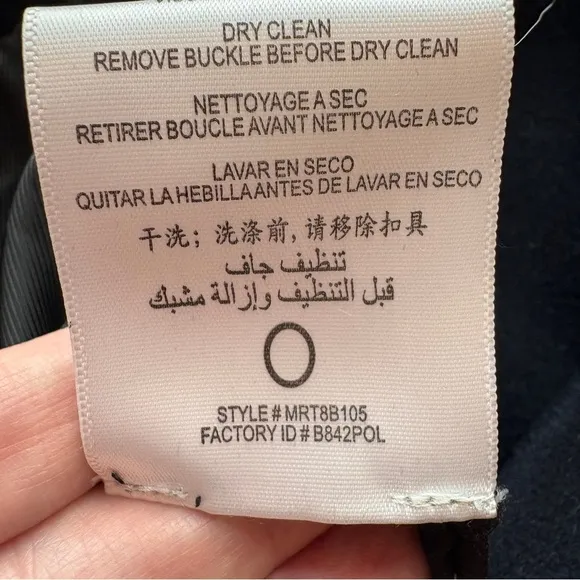 DRY CLEAN
REMOVE BUCKLE BEFORE DRY CLEAN
NETTOYAGE A SEC
RETIRER BOUCLE AVANT NETTOYAGE A SEC
LAVAR EN SECO
QUITAR LA HEBILLA ANTES DE LAVAR EN SECO
干洗；洗涤前,请移除扣具
تنظيف جاف
قبل التنظيف وإزالة مشبك
STYLE # MRT8B105
FACTORY ID # B842POL